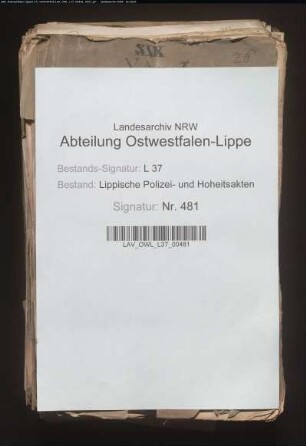 Landesarchiv NRW
Abteilung Ostwestfalen-Lippe
Bestands-Signatur: L 37
Bestand: Lippische Polizei- und Hoheitsakten
Signatur: Nr. 481
LAV_OWL_L37_00481